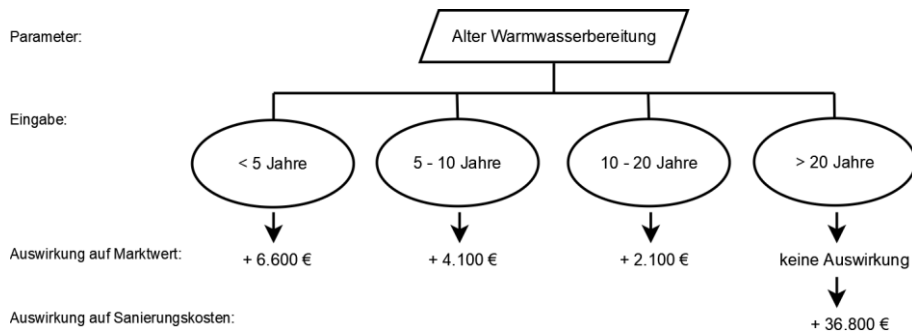 Parameter:
Alter Warmwasserbereitung
Eingabe:
< 5 Jahre
5 - 10 Jahre
10 - 20 Jahre
> 20 Jahre
Auswirkung auf Marktwert:
+ 6.600 €
+ 4.100 €
+ 2.100 €
keine Auswirkung
Auswirkung auf Sanierungskosten:
+ 36.800 €